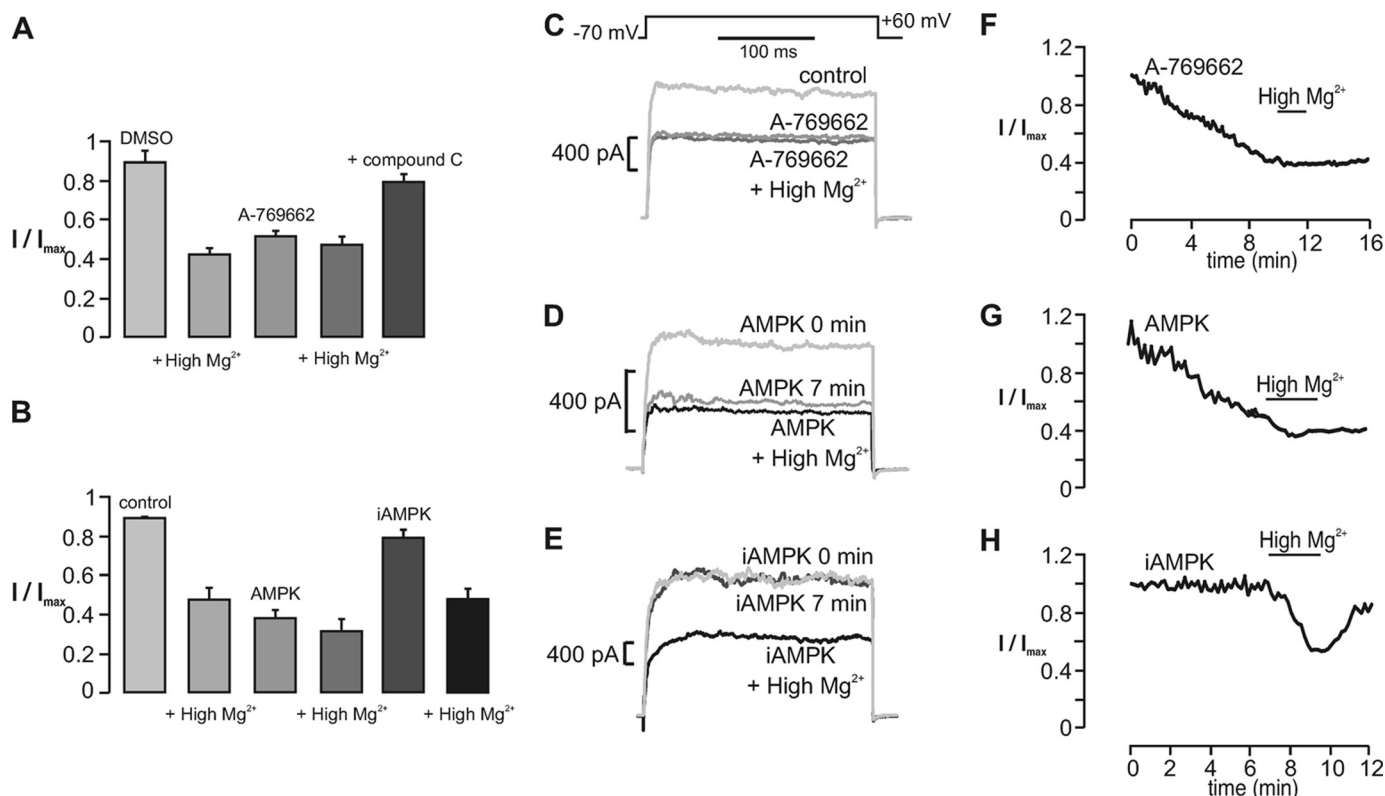 A
1
DMSO
0.8
+ compound C
0.6
A-769662
I / Imax
0.4
0.2
0
+ High Mg2+
+ High Mg2+
B
1
control
0.8
iAMPK
0.6
AMPK
I / Imax
0.4
0.2
0
+ High Mg2+
+ High Mg2+
+ High Mg2+
C
-70 mV
+60 mV
100 ms
control
A-769662
400 pA
A-769662
+ High Mg2+
D
AMPK 0 min
AMPK 7 min
400 pA
AMPK
+ High Mg2+
E
iAMPK 0 min
iAMPK 7 min
400 pA
iAMPK
+ High Mg2+
F
1.2
A-769662
High Mg2+
0.8
I / Imax
0.4
0
0 4 8 12 16
time (min)
G
1.2
AMPK
High Mg2+
0.8
I / Imax
0.4
0
H
High Mg2+
1.2
iAMPK
0.8
I / Imax
0.4
0
0 2 4 6 8 10 12
time (min)